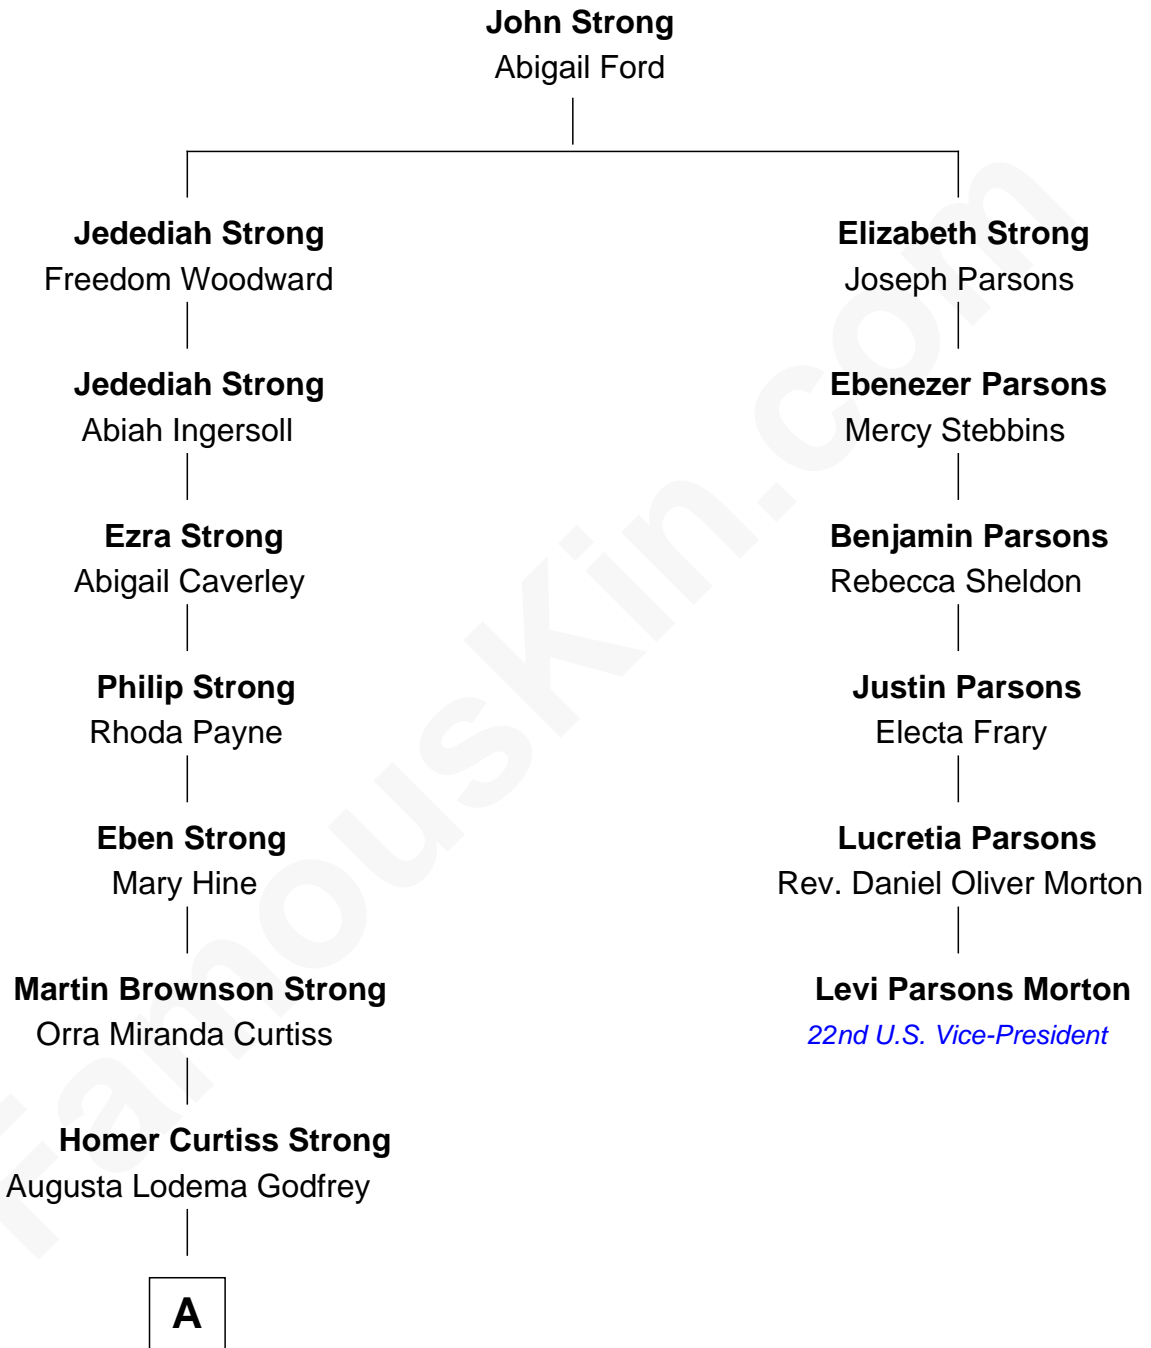 John Strong
Abigail Ford
Jedediah Strong
Freedom Woodward
Elizabeth Strong
Joseph Parsons
Jedediah Strong
Abiah Ingersoll
Ebenezer Parsons
Mercy Stebbins
Ezra Strong
Abigail Caverley
Benjamin Parsons
Rebecca Sheldon
Philip Strong
Rhoda Payne
Justin Parsons
Electa Frary
Eben Strong
Mary Hine
Lucretia Parsons
Rev. Daniel Oliver Morton
Martin Brownson Strong
Orra Miranda Curtiss
Levi Parsons Morton
22nd U.S. Vice-President
Homer Curtiss Strong
Augusta Lodema Godfrey
A
FamousKin.com